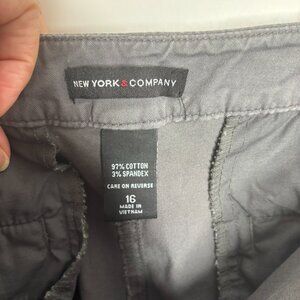 NEW YORK & COMPANY
97% COTTON
3% SPANDEX
CARE ON REVERSE
16
MADE IN
VIETNAM